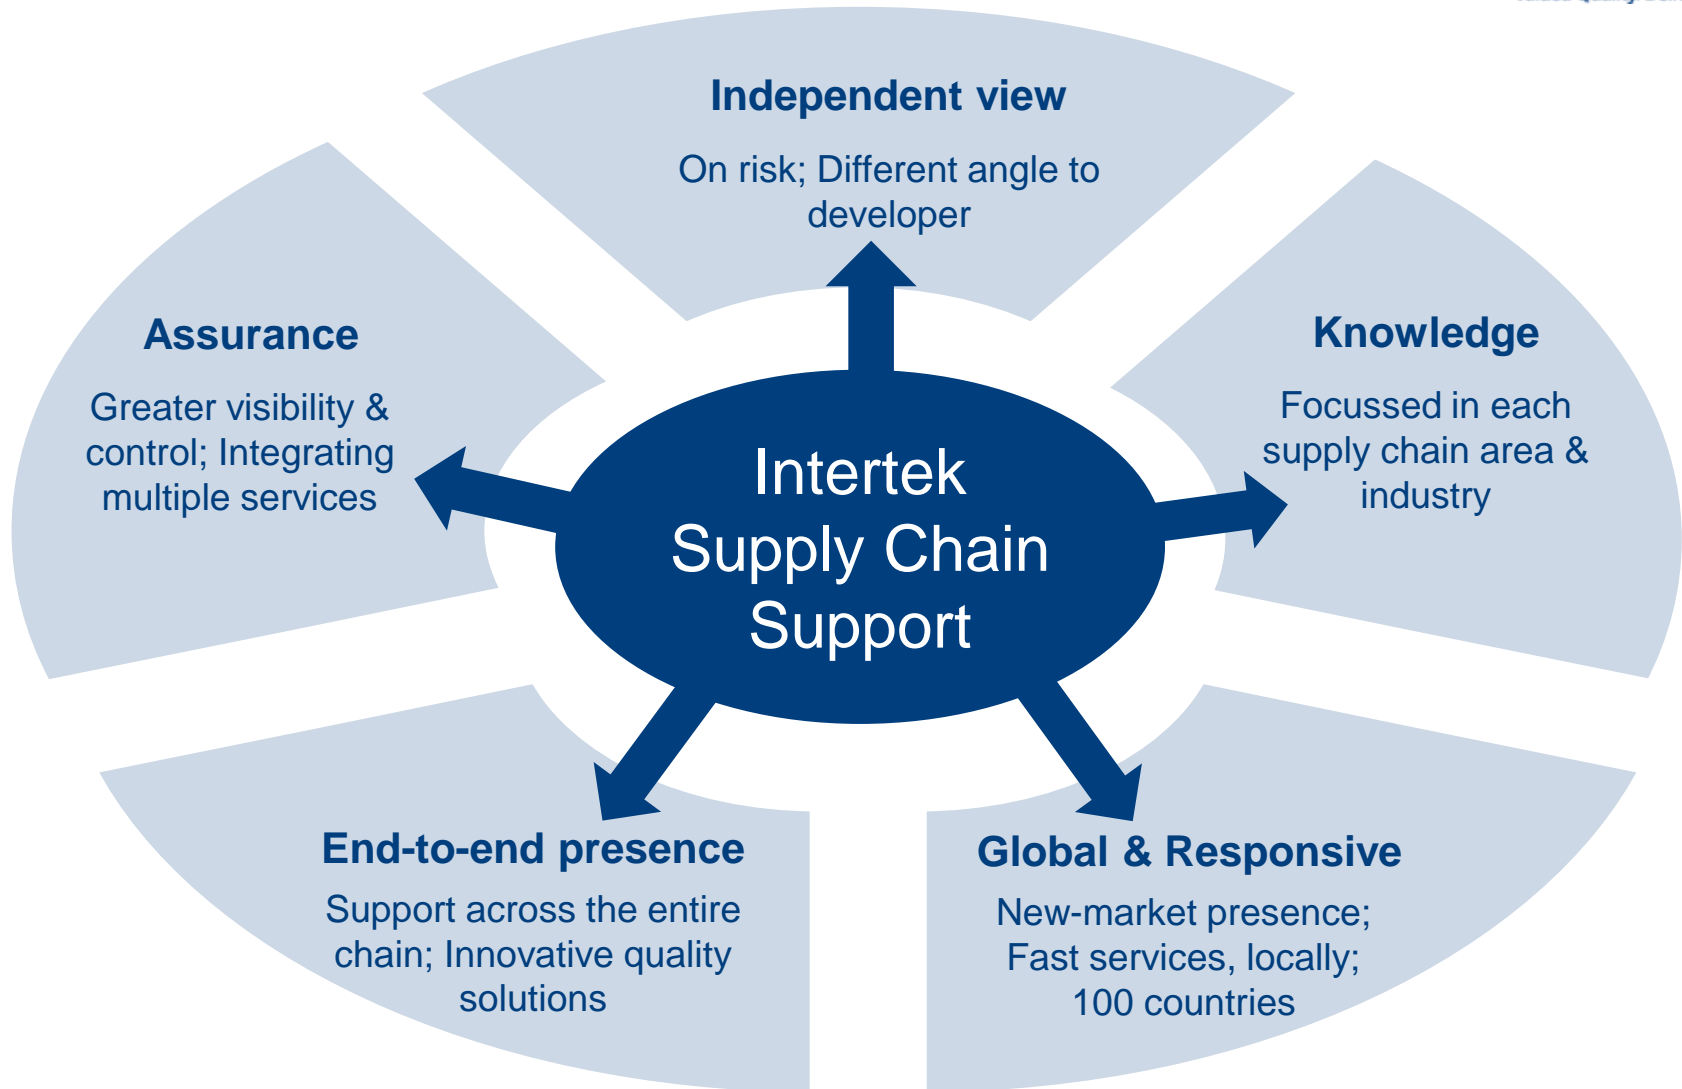 Independent view
On risk; Different angle to
developer
Knowledge
Focussed in each
supply chain area &
industry
Global & Responsive
New-market presence;
Fast services, locally;
100 countries
End-to-end presence
Support across the entire
chain; Innovative quality
solutions
Assurance
Greater visibility &
control; Integrating
multiple services
Intertek
Supply Chain
Support